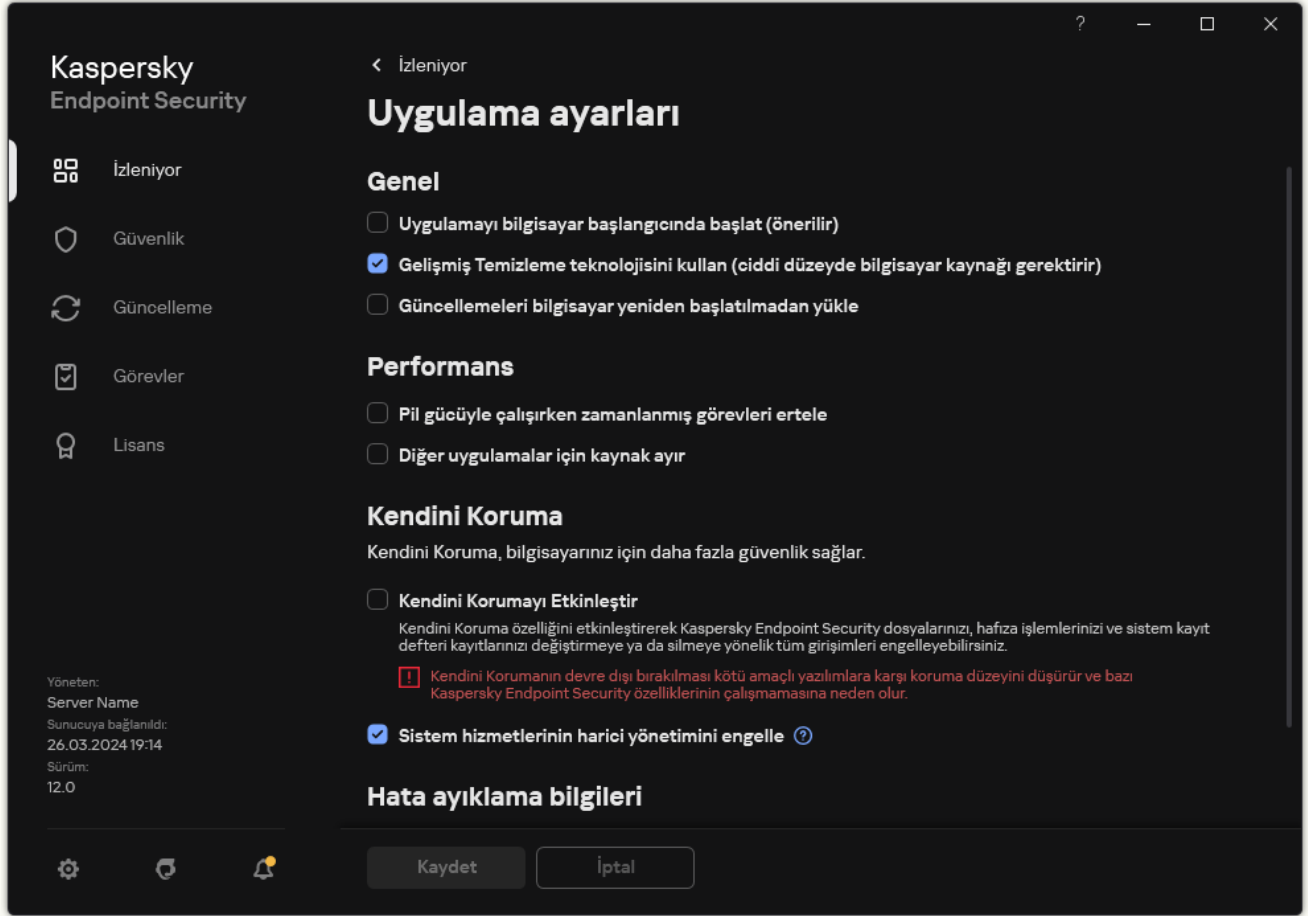 Kaspersky
Endpoint Security
İzleniyor
Güvenlik
Güncelleme
Görevler
Lisans
Yöneten:
Server Name
Sunucuya bağlanıldı:
26.03.2024 19:14
Sürüm:
12.0
İzleniyor
Uygulama ayarları
Genel
Uygulamayı bilgisayar başlangıcında başlat (önerilir)
Gelişmiş Temizleme teknolojisini kullan (ciddi düzeyde bilgisayar kaynağı gerektirir)
Güncellemeleri bilgisayar yeniden başlatılmadan yükle
Performans
Pil gücüyle çalışırken zamanlanmış görevleri ertele
Diğer uygulamalar için kaynak ayır
Kendini Koruma
Kendini Koruma, bilgisayarınız için daha fazla güvenlik sağlar.
Kendini Korumayı Etkinleştir
Kendini Koruma özelliğini etkinleştirerek Kaspersky Endpoint Security dosyalarınızı, hafıza işlemlerinizi ve sistem kayıt
defteri kayıtlarınızı değiştirmeye ya da silmeye yönelik tüm girişimleri engelleyebilirsiniz.
Kendini Korumanın devre dışı bırakılması kötü amaçlı yazılımlara karşı koruma düzeyini düşürür ve bazı
Kaspersky Endpoint Security özelliklerinin çalışmamasına neden olur.
Sistem hizmetlerinin harici yönetimini engelle
Hata ayıklama bilgileri
Kaydet
İptal